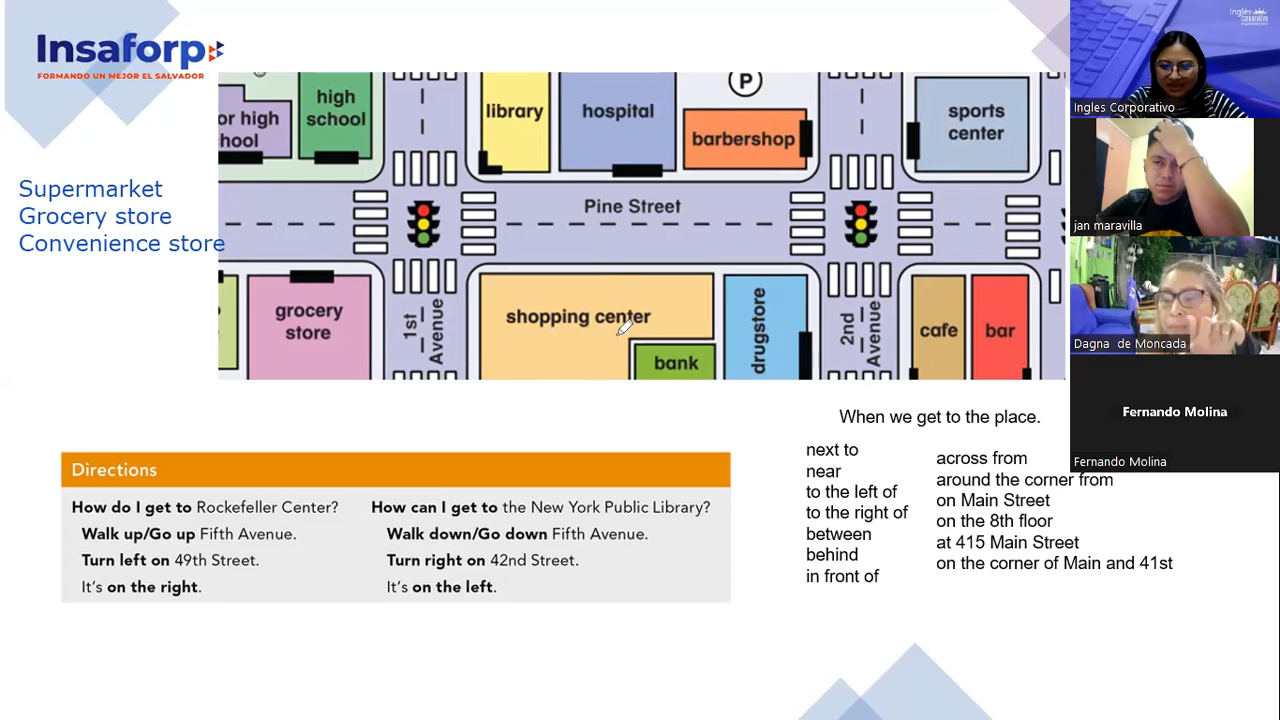 Insaforp
FORMANDO UN MEJOR EL SALVADOR
Supermarket
Grocery store
Convenience store
or high
hool
high
school
library
hospital
P
barbershop
sports
center
Pine Street
grocery
store
1st
Avenue
shopping center
bank
drugstore
2nd
Avenue
cafe
bar
Directions
How do I get to Rockefeller Center?
Walk up/Go up Fifth Avenue.
Turn left on 49th Street.
It's on the right.
How can I get to the New York Public Library?
Walk down/Go down Fifth Avenue.
Turn right on 42nd Street.
It's on the left.
When we get to the place.
next to
near
to the left of
to the right of
between
behind
in front of
across from
around the corner from
on Main Street
on the 8th floor
at 415 Main Street
on the corner of Main and 41st
Inglés
Corporativo
Ingles Corporativo
jan maravilla
Dagna de Moncada
Fernando Molina
Fernando Molina